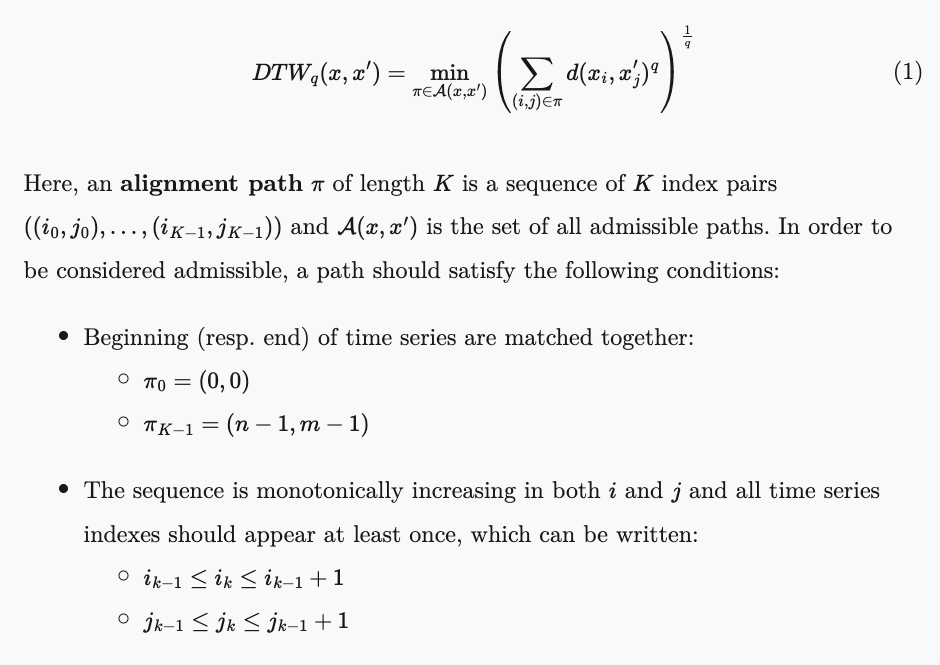 $$DTW_q(x, x') = \min_{\pi \in \mathcal{A}(x,x')} \left( \sum_{(i,j) \in \pi} d(x_i, x'_j)^q \right)^{\frac{1}{q}} \quad (1)$$
Here, an **alignment path** $\pi$ of length $K$ is a sequence of $K$ index pairs
$((i_0, j_0), \ldots, (i_{K-1}, j_{K-1}))$ and $\mathcal{A}(x, x')$ is the set of all admissible paths. In order to
be considered admissible, a path should satisfy the following conditions:
• Beginning (resp. end) of time series are matched together:
○ $\pi_0 = (0, 0)$
○ $\pi_{K-1} = (n - 1, m - 1)$
• The sequence is monotonically increasing in both $i$ and $j$ and all time series
indexes should appear at least once, which can be written:
○ $i_{k-1} \leq i_k \leq i_{k-1} + 1$
○ $j_{k-1} \leq j_k \leq j_{k-1} + 1$